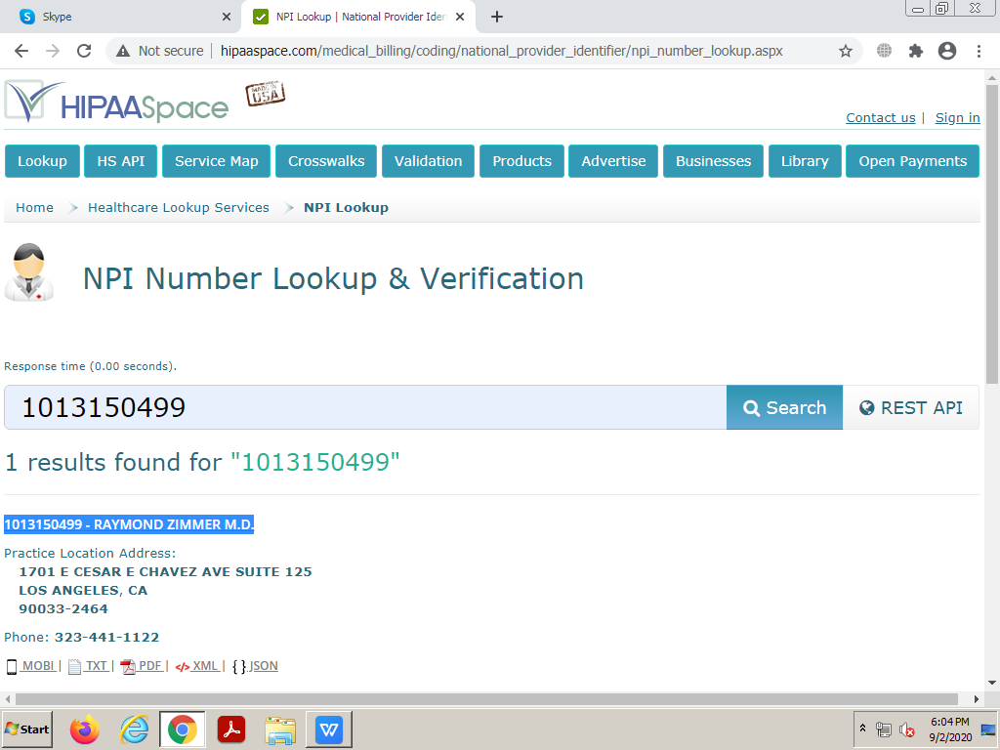 Skype
NPI Lookup | National Provider Iden
Not secure | hipaaspace.com/medical_billing/coding/national_provider_identifier/npi_number_lookup.aspx
HIPAASpace
MADE IN
USA
Contact us | Sign in
Lookup HS API Service Map Crosswalks Validation Products Advertise Businesses Library Open Payments
Home Healthcare Lookup Services NPI Lookup
NPI Number Lookup & Verification
Response time (0.00 seconds).
1013150499 Search REST API
1 results found for "1013150499"
1013150499 - RAYMOND ZIMMER M.D.
Practice Location Address:
1701 E CESAR E CHAVEZ AVE SUITE 125
LOS ANGELES, CA
90033-2464
Phone: 323-441-1122
MOBI | TXT | PDF | </> XML | { } JSON
Start
6:04 PM
9/2/2020